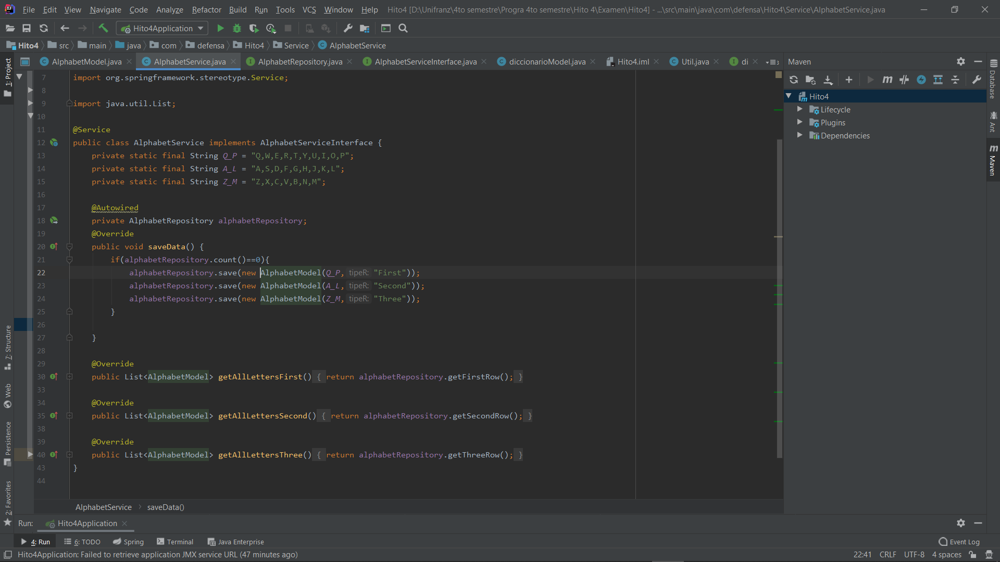 File Edit View Navigate Code Analyze Refactor Build Run Tools VCS Window Help Hito4 [D:\Unifranz\4to semestre\Progra 4to semestre\Hito 4\Examen\Hito4] - ...\src\main\java\com\defensa\Hito4\Service\AlphabetService.java
Hito4Application
Hito4 src main java com defensa Hito4 Service AlphabetService
1: Project
AlphabetModel.java AlphabetService.java AlphabetRepository.java AlphabetServiceInterface.java diccionarioModel.java Hito4.iml Util.java di 3 Maven
7 import org.springframework.stereotype.Service;
8
9 import java.util.List;
10
11 @Service
12 public class AlphabetService implements AlphabetServiceInterface {
13 private static final String Q_P = "Q,W,E,R,T,Y,U,I,O,P";
14 private static final String A_L = "A,S,D,F,G,H,J,K,L";
15 private static final String Z_M = "Z,X,C,V,B,N,M";
16
17 @Autowired
18 private AlphabetRepository alphabetRepository;
19 @Override
20 public void saveData() {
21 if(alphabetRepository.count()==0){
22 alphabetRepository.save(new AlphabetModel(Q_P, tipeR: "First"));
23 alphabetRepository.save(new AlphabetModel(A_L, tipeR: "Second"));
24 alphabetRepository.save(new AlphabetModel(Z_M, tipeR: "Three"));
25 }
26
27 }
28
29 @Override
30 public List<AlphabetModel> getAllLettersFirst() { return alphabetRepository.getFirstRow(); }
33
34 @Override
35 public List<AlphabetModel> getAllLettersSecond() { return alphabetRepository.getSecondRow(); }
38
39 @Override
40 public List<AlphabetModel> getAllLettersThree() { return alphabetRepository.getThreeRow(); }
43 }
44
AlphabetService saveData()
Hito4
Lifecycle
Plugins
Dependencies
Database
Ant
Maven
7: Structure
Web
Persistence
2: Favorites
Run: Hito4Application
4: Run 6: TODO Spring Terminal Java Enterprise Event Log
Hito4Application: Failed to retrieve application JMX service URL (47 minutes ago) 22:41 CRLF UTF-8 4 spaces